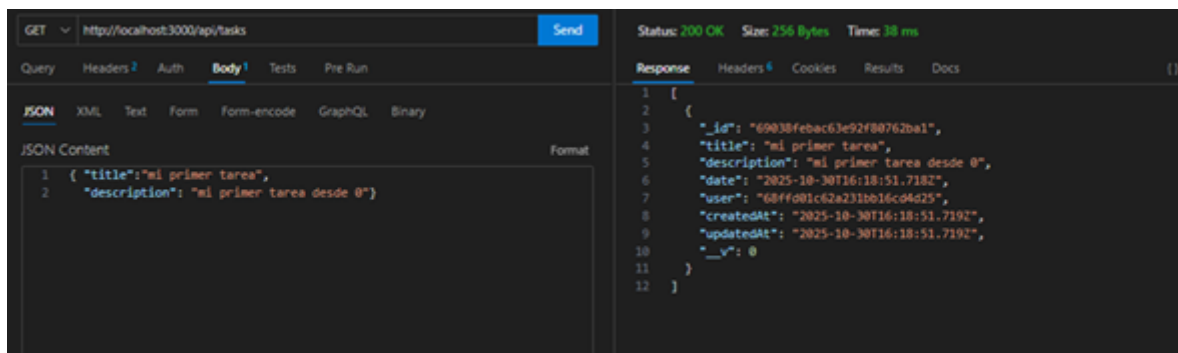 GET http://localhost:3000/api/tasks Send
Query Headers 2 Auth Body 1 Tests Pre Run
JSON XML Text Form Form-encode GraphQL Binary
JSON Content Format
1 { "title":"mi primer tarea",
2 "description": "mi primer tarea desde 0"}
Status: 200 OK Size: 256 Bytes Time: 38 ms
Response Headers 6 Cookies Results Docs {}
1 [
2 {
3 "_id": "69038febac63e92f80762ba1",
4 "title": "mi primer tarea",
5 "description": "mi primer tarea desde 0",
6 "date": "2025-10-30T16:18:51.718Z",
7 "user": "68ffd01c62a231bb16cd4d25",
8 "createdAt": "2025-10-30T16:18:51.719Z",
9 "updatedAt": "2025-10-30T16:18:51.719Z",
10 "__v": 0
11 }
12 ]